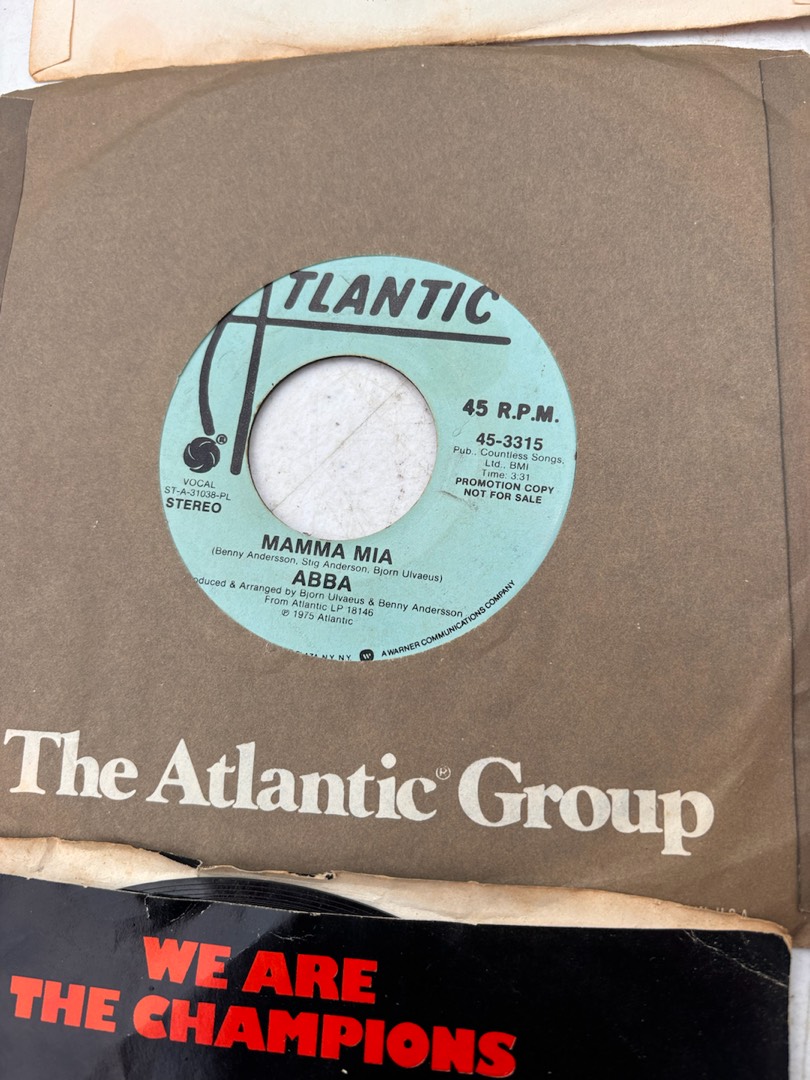 ATLANTIC
45 R.P.M.
45-3315
Pub., Countless Songs,
Ltd., BMI
Time: 3:31
PROMOTION COPY
NOT FOR SALE
®
VOCAL
ST-A-31038-PL
STEREO
MAMMA MIA
(Benny Andersson, Stig Anderson, Bjorn Ulvaeus)
ABBA
oduced & Arranged by Bjorn Ulvaeus & Benny Andersson
From Atlantic LP 18146
℗ 1975 Atlantic
N.Y. N.Y. A WARNER COMMUNICATIONS COMPANY
The Atlantic® Group
WE ARE
THE CHAMPIONS